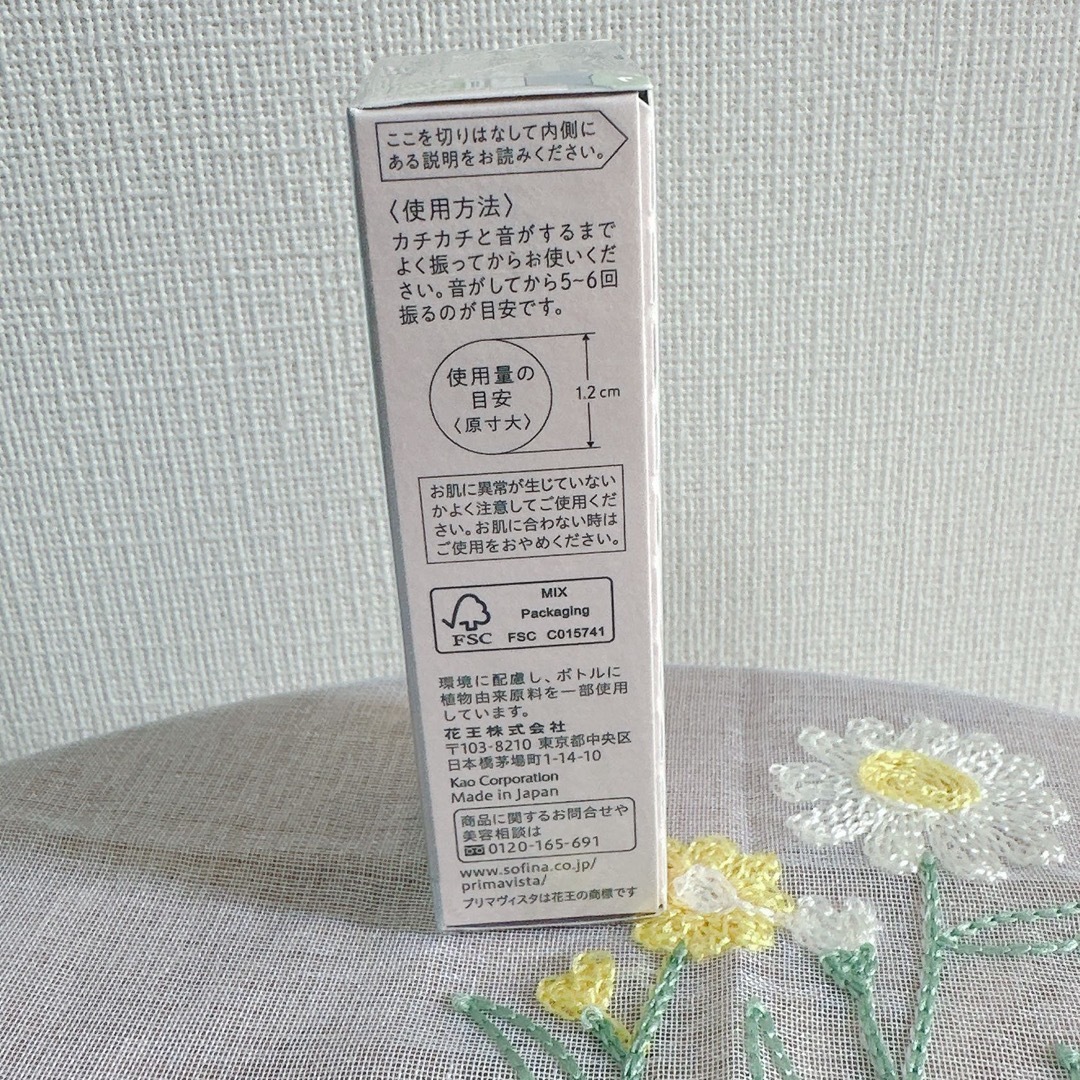 ここを切りはなして内側に
ある説明をお読みください。
〈使用方法〉
カチカチと音がするまで
よく振ってからお使いくだ
さい。音がしてから5~6回
振るのが目安です。
使用量の
目安
〈原寸大〉
1.2cm
お肌に異常が生じていない
かよく注意してご使用くだ
さい。お肌に合わない時は
ご使用をおやめください。
MIX
Packaging
FSC FSC C015741
環境に配慮し、ボトルに
植物由来原料を一部使用
しています。
花王株式会社
〒103-8210 東京都中央区
日本橋茅場町1-14-10
Kao Corporation
Made in Japan
商品に関するお問合せや
美容相談は
0120-165-691
www.sofina.co.jp/
primavista/
プリマヴィスタは花王の商標です